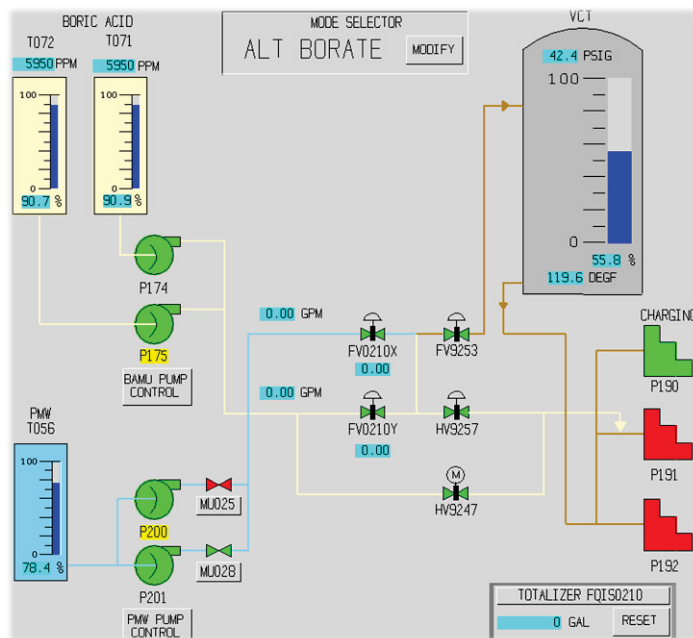 BORIC ACID
T072
T071
5950 PPM
5950 PPM
100
0
90.7 %
100
0
90.9 %
MODE SELECTOR
ALT BORATE
MODIFY
VCT
42.4 PSIG
100
0
55.8 %
119.6 DEGF
P174
P175
BAMU PUMP
CONTROL
0.00 GPM
FV0210X
0.00
FV9253
CHARGING
P190
0.00 GPM
FV0210Y
0.00
HV9257
P191
M
HV9247
P192
PMW
T056
100
0
78.4 %
P200
MU025
P201
MU028
PMW PUMP
CONTROL
TOTALIZER FQIS0210
0 GAL
RESET